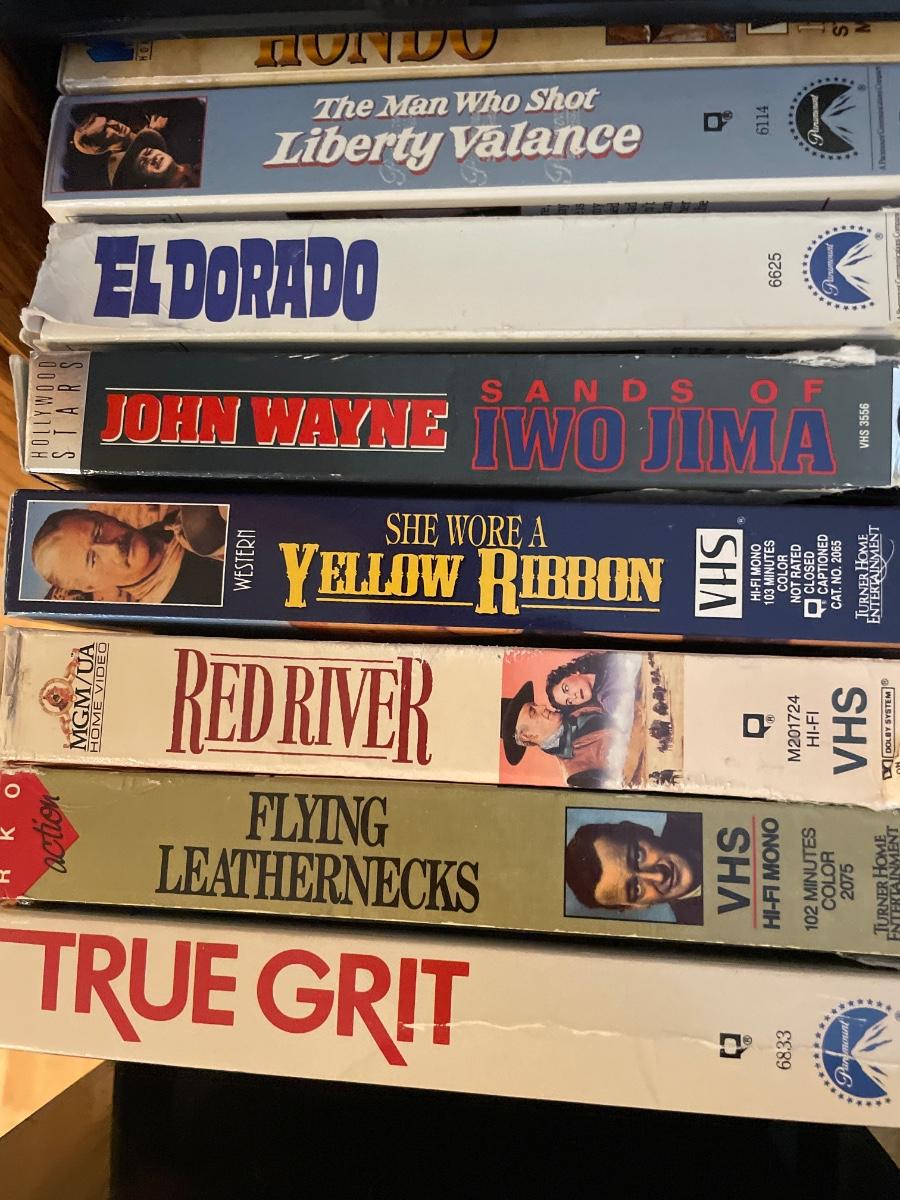 HONDO
The Man Who Shot
Liberty Valance
6114
Paramount
EL DORADO
6625
Paramount
HOLLYWOOD
STARS
JOHN WAYNE
SANDS OF
IWO JIMA
VHS 3556
WESTERN
SHE WORE A
YELLOW RIBBON
VHS
HI-FI MONO
103 MINUTES
COLOR
NOT RATED
CLOSED
CAPTIONED
CAT. NO. 2065
TURNER HOME
ENTERTAINMENT
MGM/UA
HOME VIDEO
RED RIVER
M201724
HI-FI
VHS
DOLBY SYSTEM
RKO
action
FLYING
LEATHERNECKS
VHS
HI-FI MONO
102 MINUTES
COLOR
2075
TURNER HOME
ENTERTAINMENT
TRUE GRIT
6833
Paramount